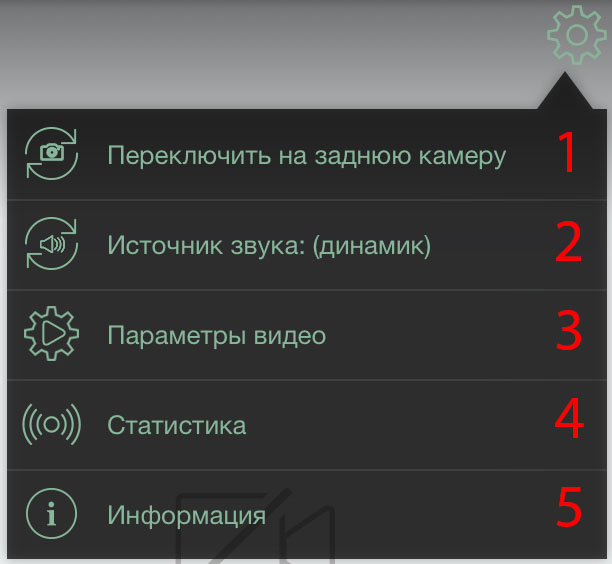 Переключить на заднюю камеру 1
Источник звука: (динамик) 2
Параметры видео 3
Статистика 4
Информация 5